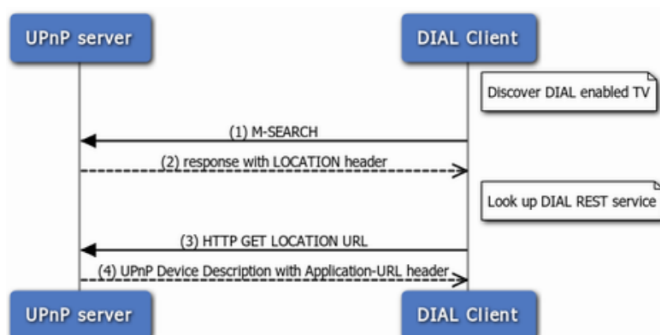 UPnP server
DIAL Client
Discover DIAL enabled TV
(1) M-SEARCH
(2) response with LOCATION header
Look up DIAL REST service
(3) HTTP GET LOCATION URL
(4) UPnP Device Description with Application-URL header
UPnP server
DIAL Client